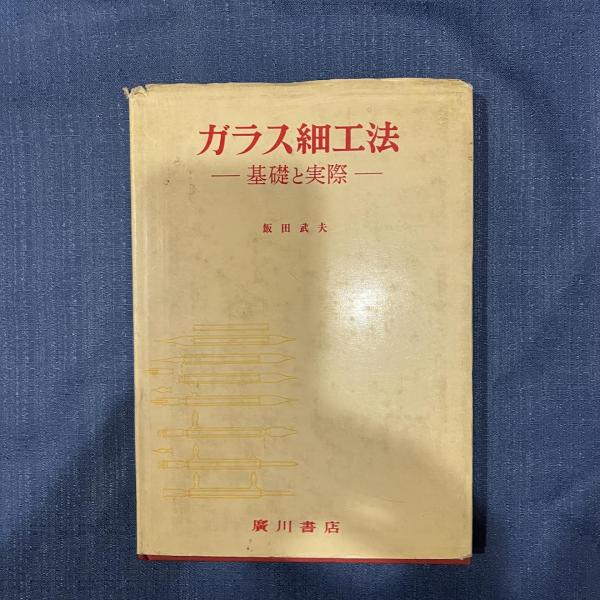 ガラス細工法
―基礎と実際―
飯田武夫
廣川書店